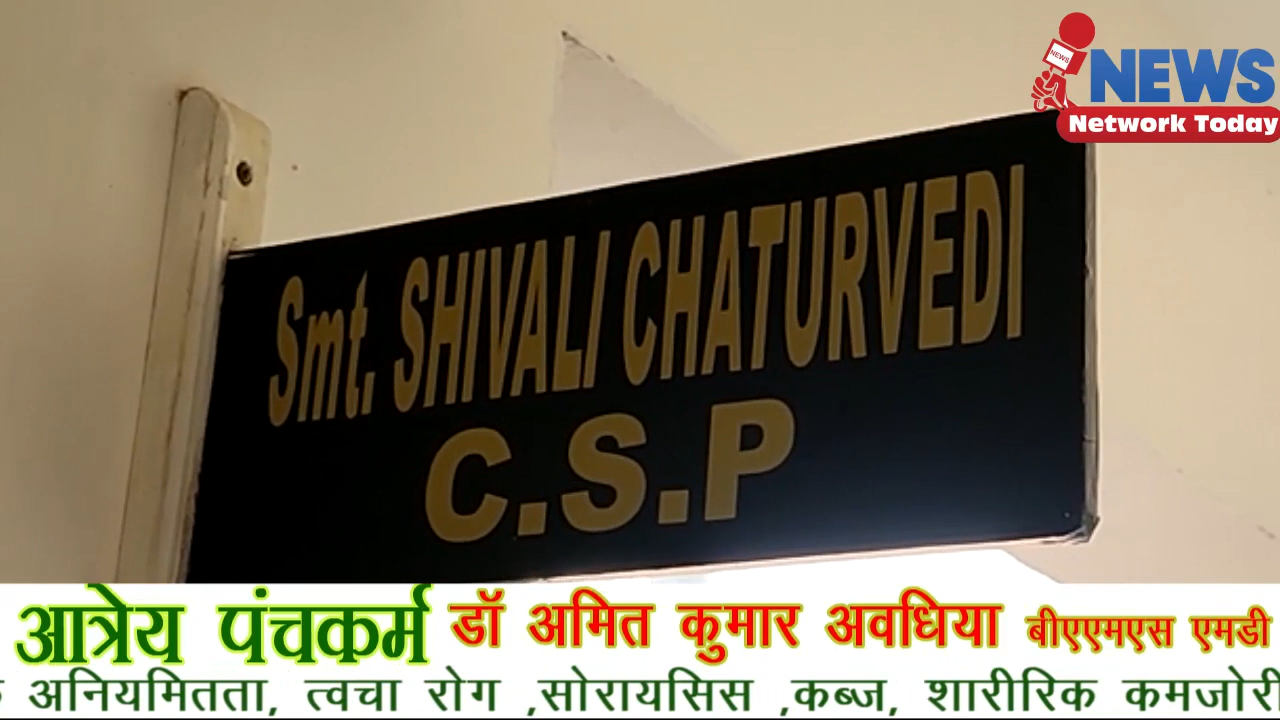 NEWS
NEWS
Network Today
Smt. SHIVALI CHATURVEDI
C.S.P
आत्रेय पंचकर्म डॉ अमित कुमार अवधिया बीएएमएस एमडी
अनियमितता, त्वचा रोग ,सोरायसिस ,कब्ज, शारीरिक कमजोरी